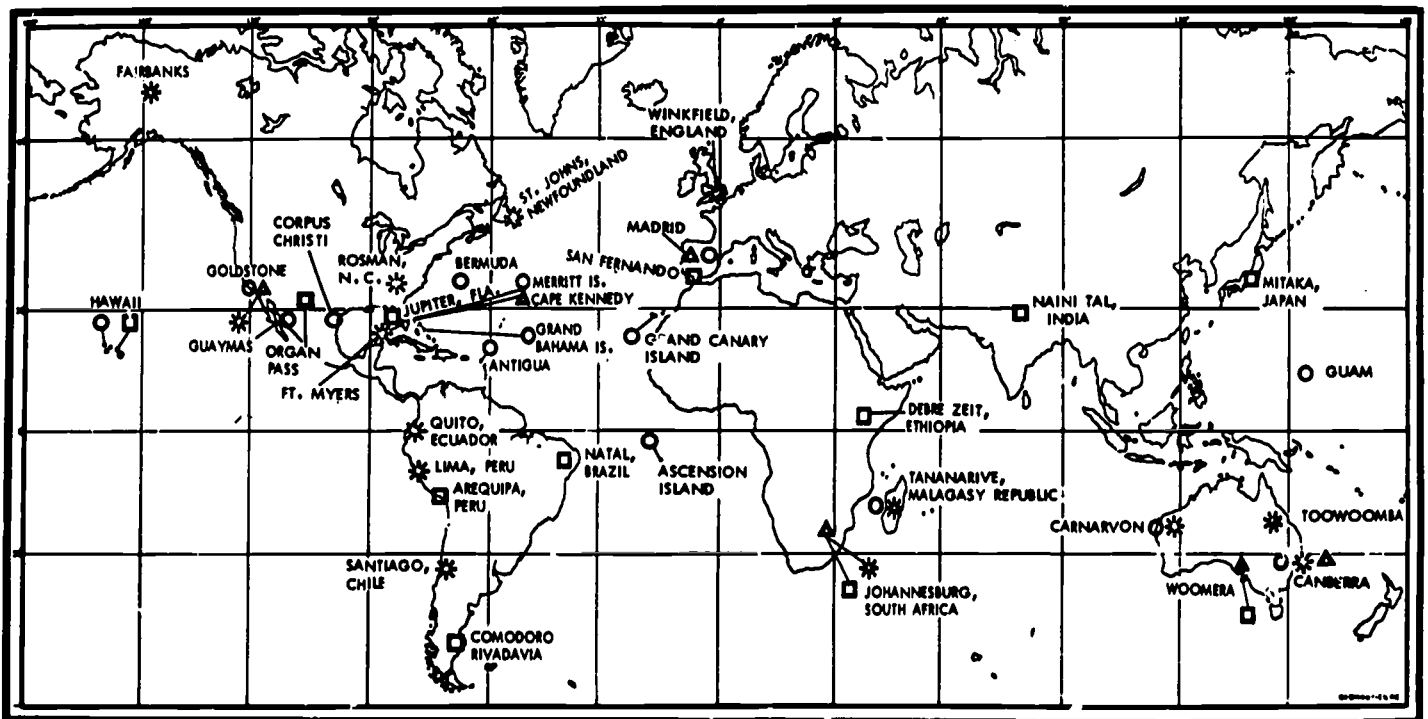 FAIRBANKS
WINKFIELD,
ENGLAND
ST. JOHNS,
NEWFOUNDLAND
CORPUS
CHRISTI
MADRID
ROSMAN,
N. C.
BERMUDA
SAN FERNANDO
GOLDSTONE
MERRITT IS.
CAPE KENNEDY
MITAKA,
JAPAN
HAWAII
JUPITER, FLA.
NAINI TAL,
INDIA
GUAYMAS
ORGAN
PASS
GRAND
BAHAMA IS.
GRAND CANARY
ISLAND
ANTIGUA
FT. MYERS
GUAM
QUITO,
ECUADOR
DEBRE ZEIT,
ETHIOPIA
LIMA, PERU
NATAL,
BRAZIL
ASCENSION
ISLAND
AREQUIPA,
PERU
TANANARIVE,
MALAGASY REPUBLIC
CARNARVON
TOOWOOMBA
SANTIAGO,
CHILE
JOHANNESBURG,
SOUTH AFRICA
WOOMERA
CANBERRA
COMODORO
RIVADAVIA